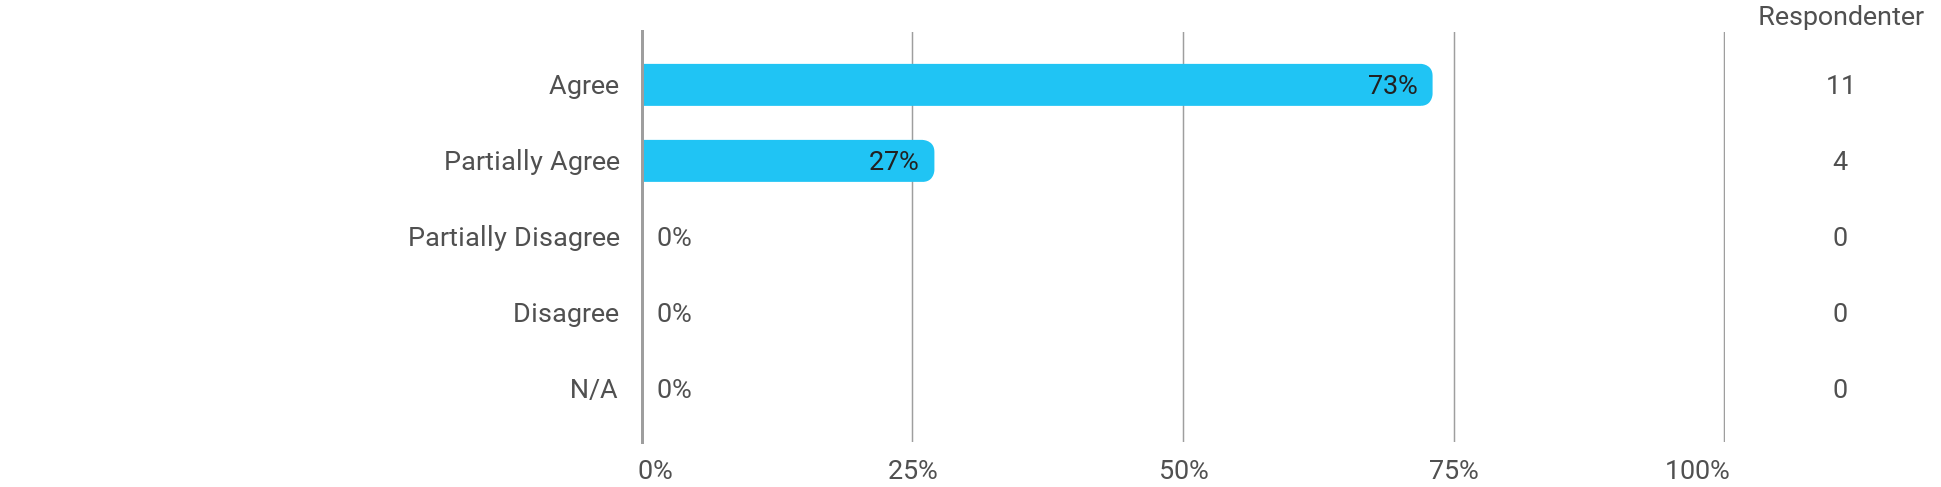 Respondenter
Agree 73% 11
Partially Agree 27% 4
Partially Disagree 0% 0
Disagree 0% 0
N/A 0% 0
0% 25% 50% 75% 100%